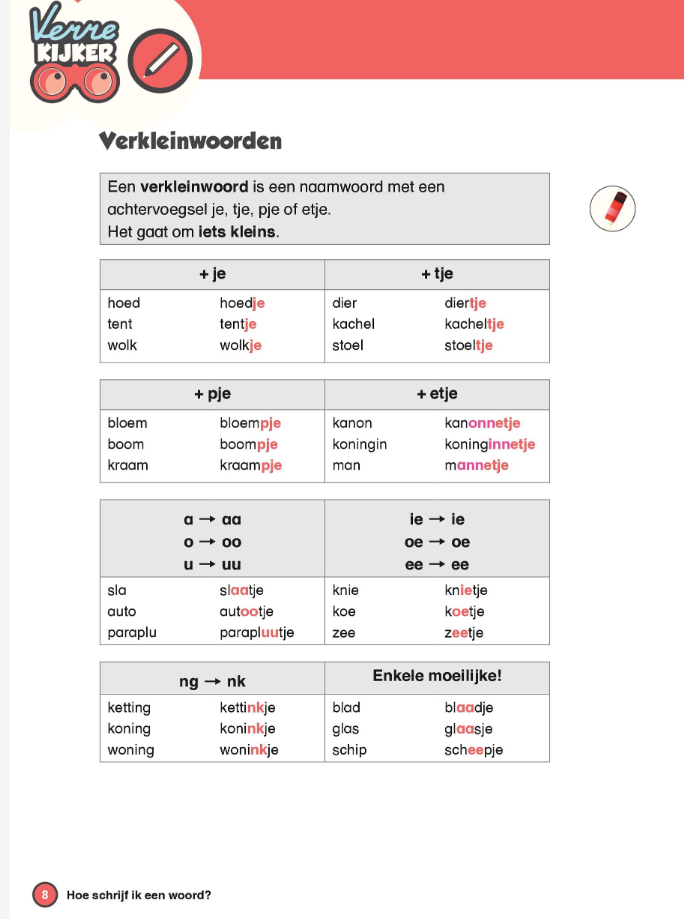 Verre
KIJKER
Verkleinwoorden
Een verkleinwoord is een naamwoord met een
achtervoegsel je, tje, pje of etje.
Het gaat om iets kleins.
+ je + tje
hoed hoedje dier diertje
tent tentje kachel kacheltje
wolk wolkje stoel stoeltje
+ pje + etje
bloem bloempje kanon kanonnetje
boom boompje koningin koninginnetje
kraam kraampje man mannetje
a → aa ie → ie
o → oo oe → oe
u → uu ee → ee
sla slaatje knie knietje
auto autootje koe koetje
paraplu parapluutje zee zeetje
ng → nk Enkele moeilijke!
ketting kettinkje blad blaadje
koning koninkje glas glaasje
woning woninkje schip scheepje
8 Hoe schrijf ik een woord?